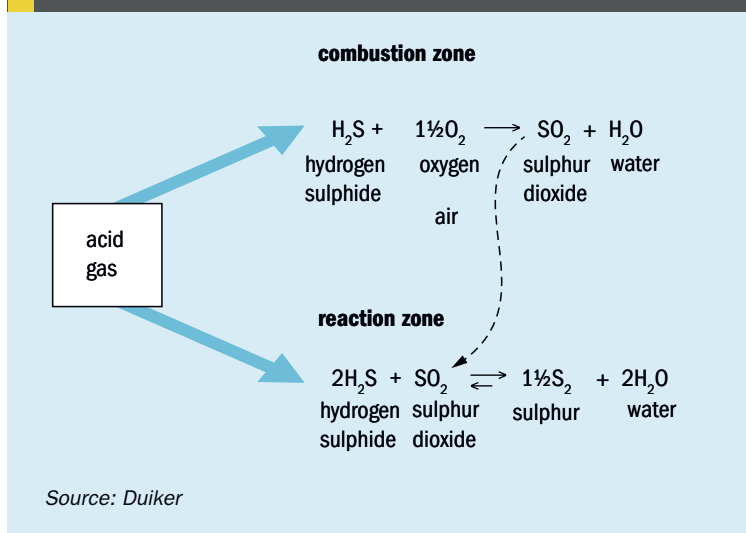 combustion zone
H₂S + 1½O₂ → SO₂ + H₂O
hydrogen oxygen sulphur water
sulphide dioxide
air
acid
gas
reaction zone
2H₂S + SO₂ ⇌ 1½S₂ + 2H₂O
hydrogen sulphur sulphur water
sulphide dioxide
Source: Duiker